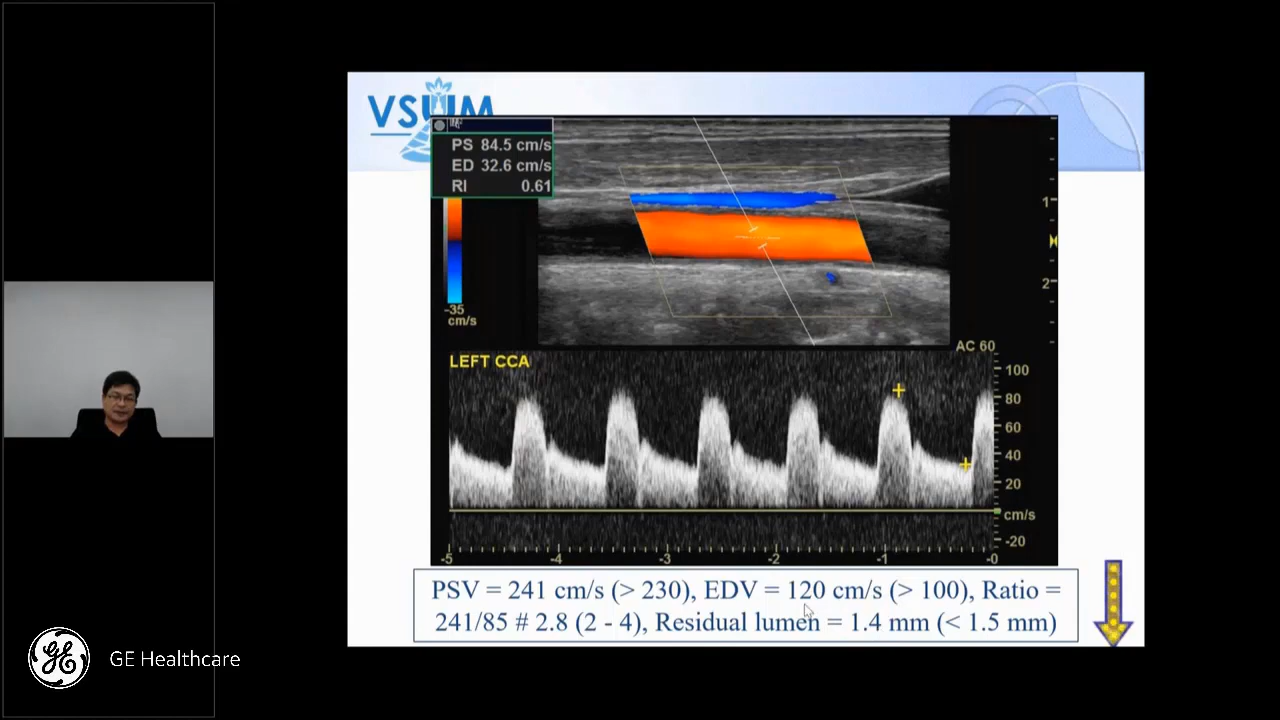 VSUM
PS 84.5 cm/s
ED 32.6 cm/s
RI 0.61
-35
cm/s
1
2
AC 60
LEFT CCA
100
80
60
40
20
cm/s
-20
-5 -4 -3 -2 -1 -0
PSV = 241 cm/s (> 230), EDV = 120 cm/s (> 100), Ratio =
241/85 # 2.8 (2 - 4), Residual lumen = 1.4 mm (< 1.5 mm)
GE Healthcare